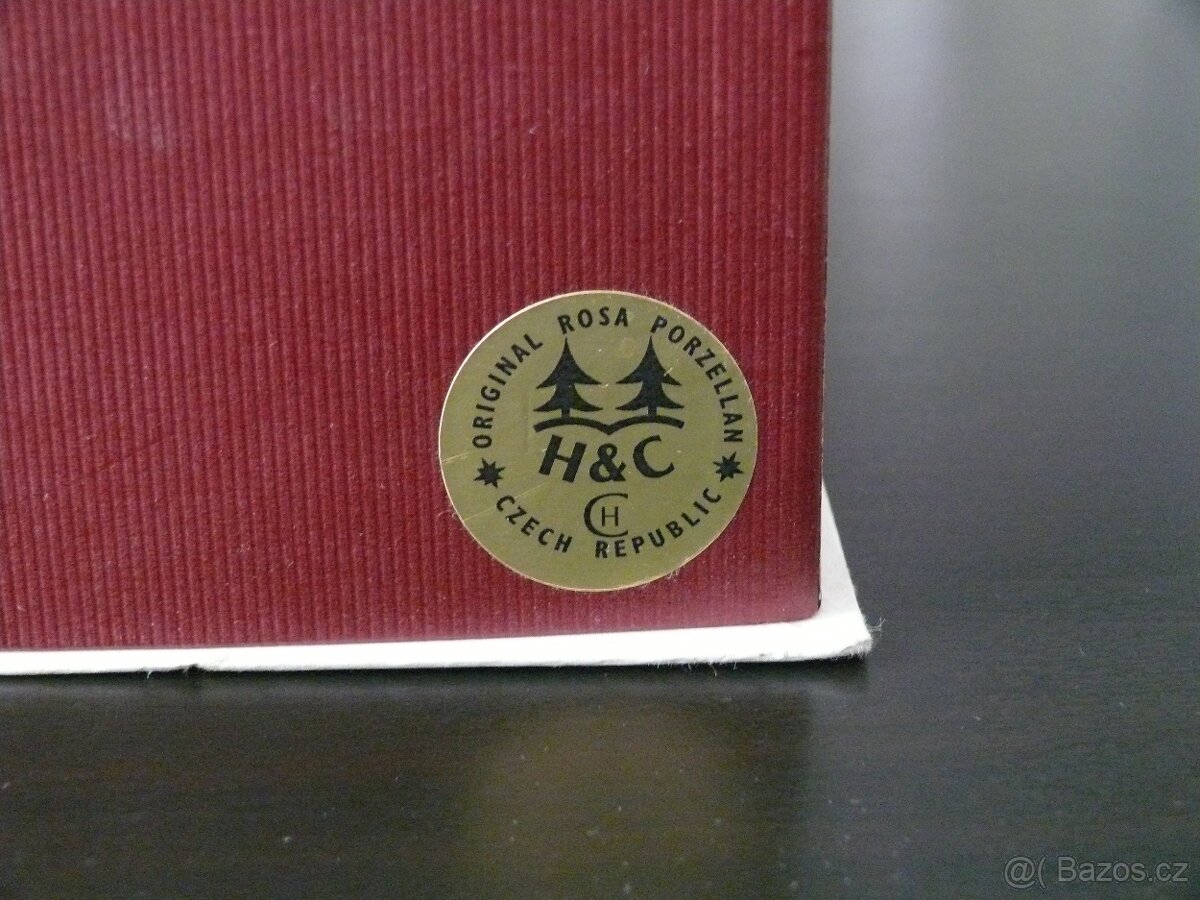 ORIGINAL ROSA PORZELLAN
H&C
CH
CZECH REPUBLIC
@( Bazos.cz